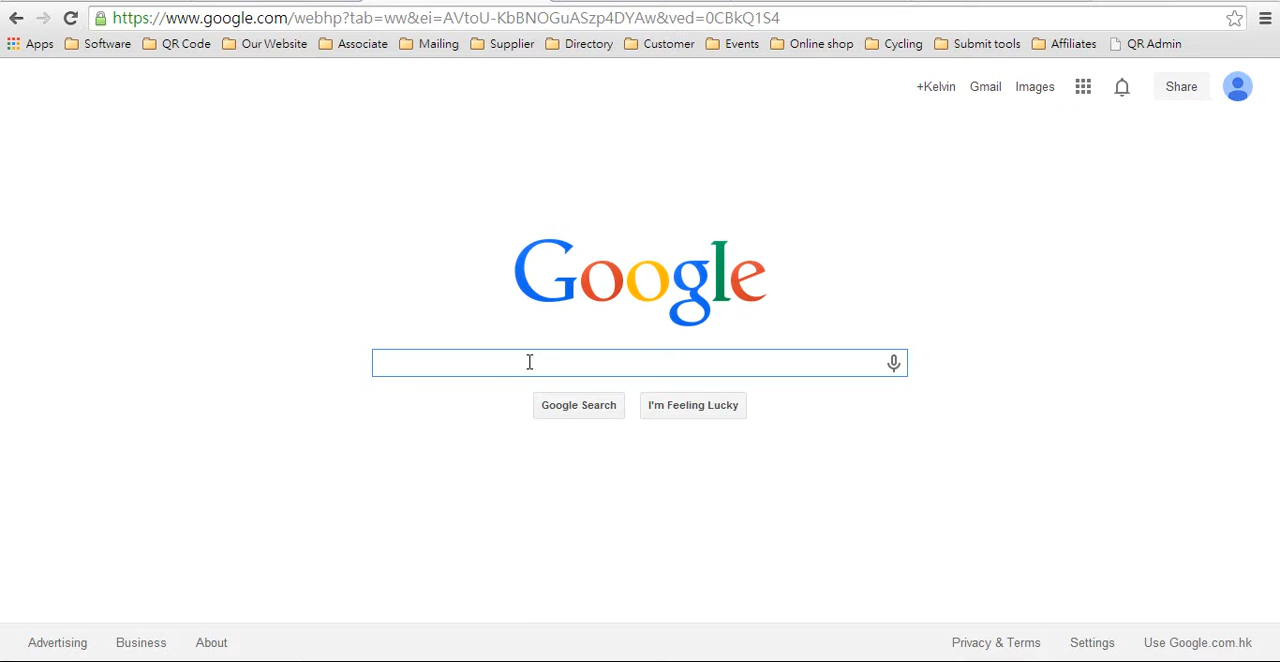 https://www.google.com/webhp?tab=ww&ei=AVtoU-KbBNOGuASzp4DYAw&ved=0CBkQ1S4
Apps Software QR Code Our Website Associate Mailing Supplier Directory Customer Events Online shop Cycling Submit tools Affiliates QR Admin
+Kelvin Gmail Images Share
Google
Google Search I'm Feeling Lucky
Advertising Business About Privacy & Terms Settings Use Google.com.hk